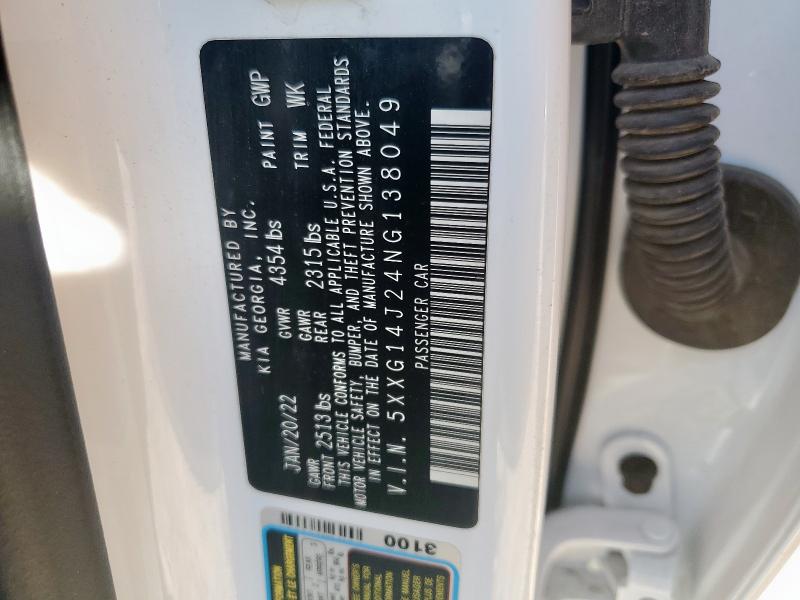 MANUFACTURED BY
KIA GEORGIA, INC.
JAN/20/22 GVWR 4354 lbs PAINT GWP
GAWR FRONT 2513 lbs GAWR REAR 2315 lbs TRIM WK
THIS VEHICLE CONFORMS TO ALL APPLICABLE U.S.A. FEDERAL
MOTOR VEHICLE SAFETY, BUMPER, AND THEFT PREVENTION STANDARDS
IN EFFECT ON THE DATE OF MANUFACTURE SHOWN ABOVE.
V.I.N. 5XXG14J24NG138049
PASSENGER CAR
3100